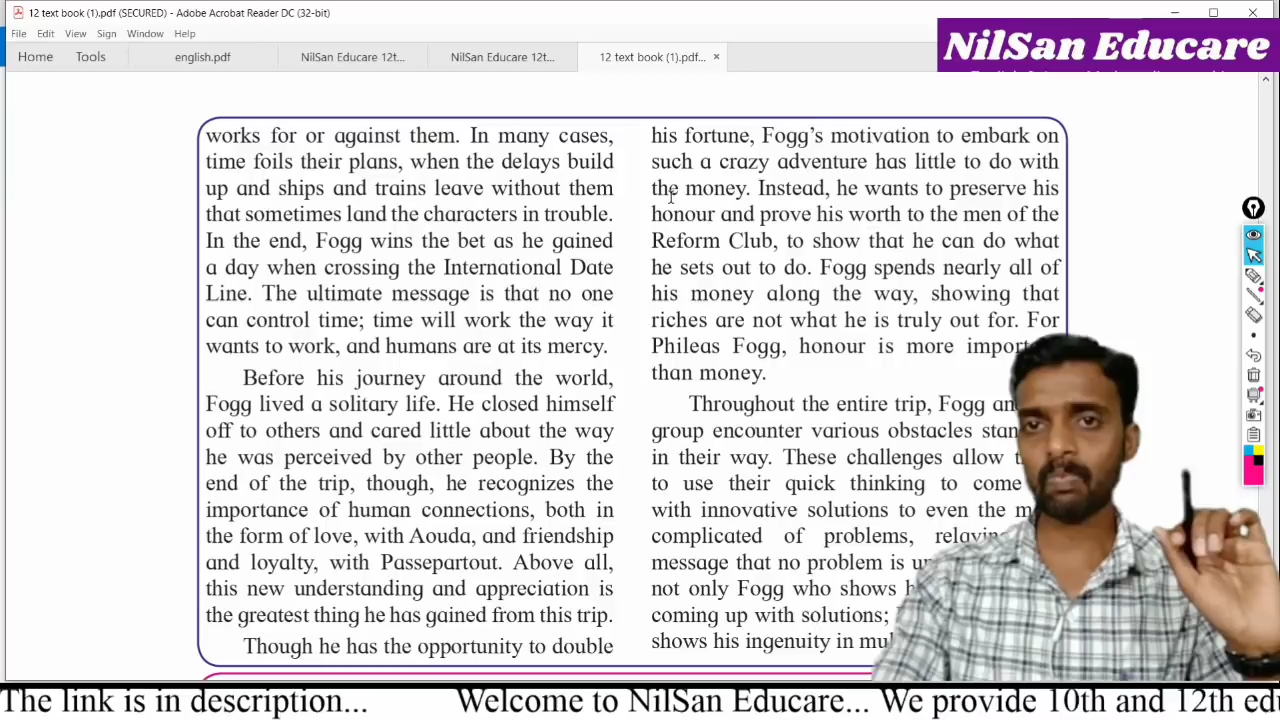 12 text book (1).pdf (SECURED) - Adobe Acrobat Reader DC (32-bit)
File Edit View Sign Window Help
Home Tools english.pdf NilSan Educare 12t... NilSan Educare 12t... 12 text book (1).pdf... ×
NilSan Educare
works for or against them. In many cases,
time foils their plans, when the delays build
up and ships and trains leave without them
that sometimes land the characters in trouble.
In the end, Fogg wins the bet as he gained
a day when crossing the International Date
Line. The ultimate message is that no one
can control time; time will work the way it
wants to work, and humans are at its mercy.
Before his journey around the world,
Fogg lived a solitary life. He closed himself
off to others and cared little about the way
he was perceived by other people. By the
end of the trip, though, he recognizes the
importance of human connections, both in
the form of love, with Aouda, and friendship
and loyalty, with Passepartout. Above all,
this new understanding and appreciation is
the greatest thing he has gained from this trip.
Though he has the opportunity to double
his fortune, Fogg's motivation to embark on
such a crazy adventure has little to do with
the money. Instead, he wants to preserve his
honour and prove his worth to the men of the
Reform Club, to show that he can do what
he sets out to do. Fogg spends nearly all of
his money along the way, showing that
riches are not what he is truly out for. For
Phileas Fogg, honour is more impor
than money.
Throughout the entire trip, Fogg an
group encounter various obstacles stan
in their way. These challenges allow t
to use their quick thinking to come
with innovative solutions to even the m
complicated of problems, relayin
message that no problem is u
not only Fogg who shows h
coming up with solutions;
shows his ingenuity in mul
The link is in description... Welcome to NilSan Educare... We provide 10th and 12th ed